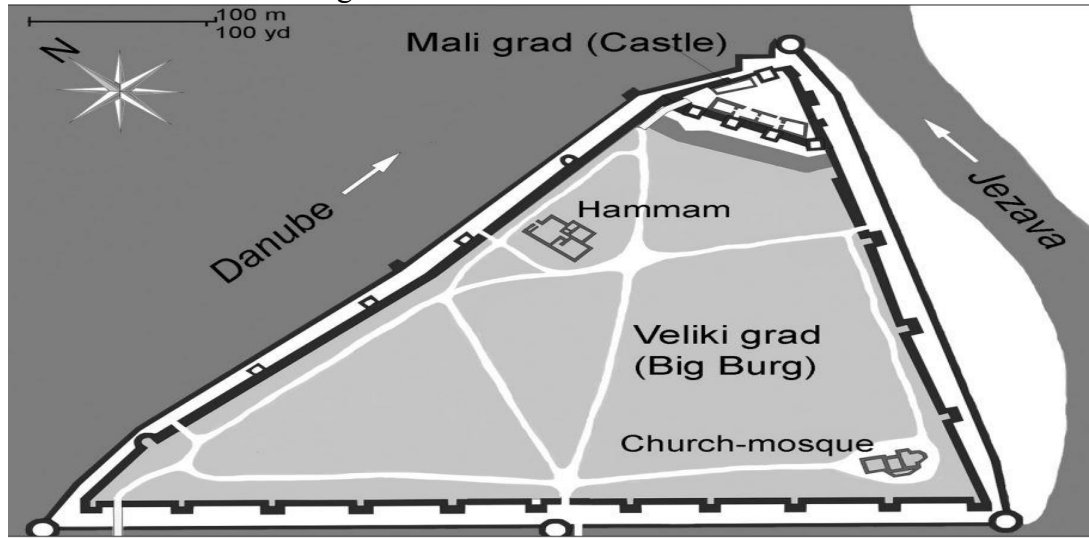 100 m
100 yd
N
Mali grad (Castle)
Danube
Jezava
Hammam
Veliki grad
(Big Burg)
Church-mosque